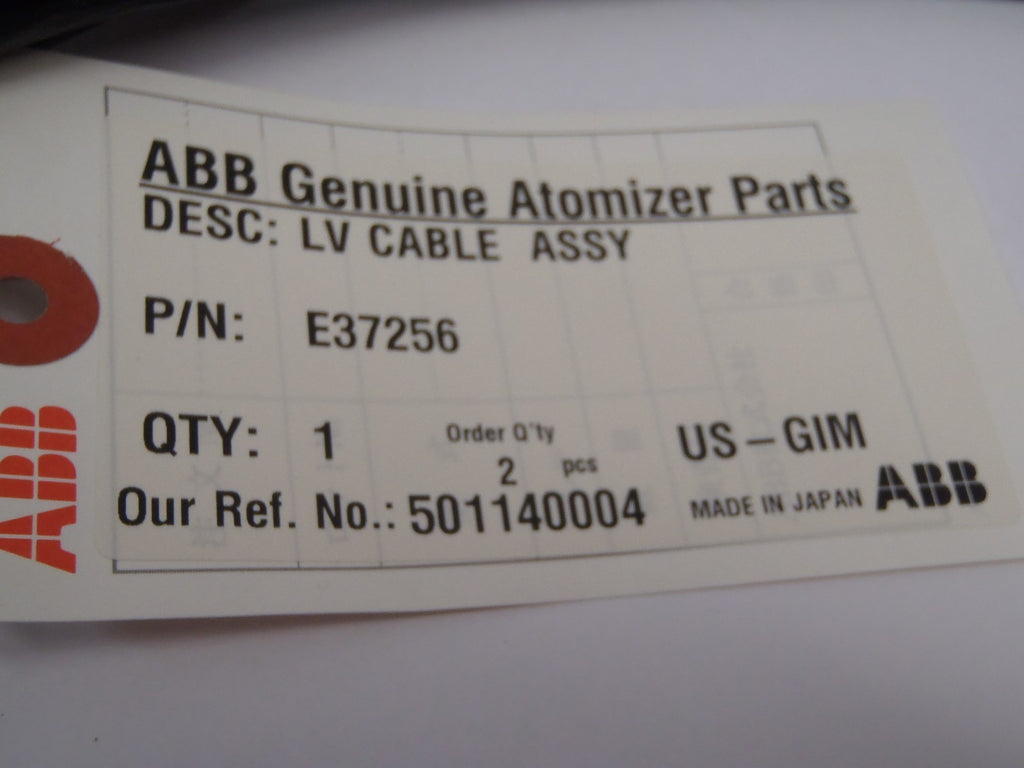 ABB Genuine Atomizer Parts
DESC: LV CABLE ASSY
P/N: E37256
QTY: 1 Order Q'ty 2 pcs US-GIM
Our Ref. No.: 501140004 MADE IN JAPAN ABB
ABB